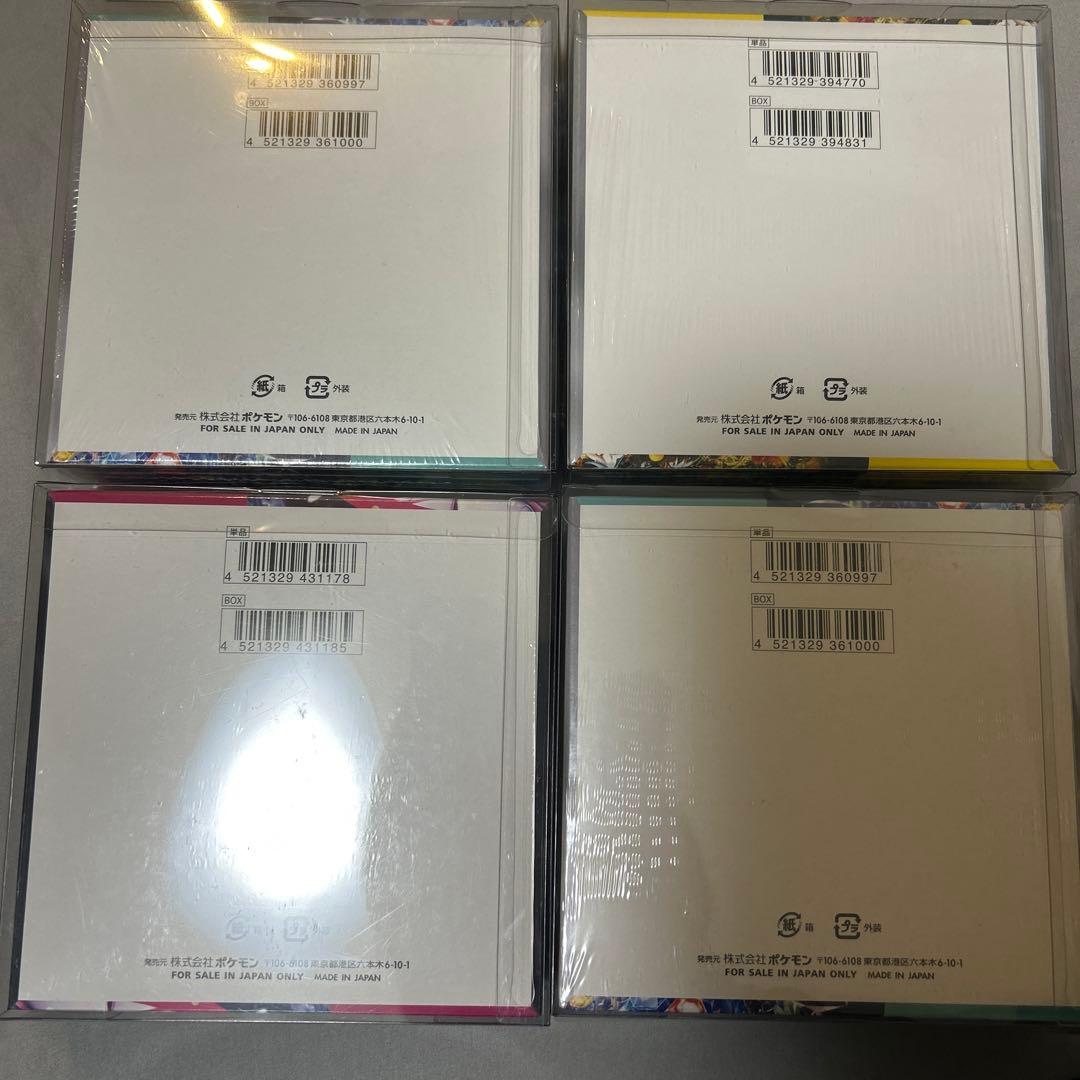 4 521329 360997
BOX
4 521329 361000
紙 箱 プラ 外装
発売元 株式会社ポケモン 〒106-6108 東京都港区六本木6-10-1
FOR SALE IN JAPAN ONLY MADE IN JAPAN
単品
4 521329 394770
BOX
4 521329 394831
紙 箱 プラ 外装
発売元 株式会社ポケモン 〒106-6108 東京都港区六本木6-10-1
FOR SALE IN JAPAN ONLY MADE IN JAPAN
単品
4 521329 431178
BOX
4 521329 431185
紙 箱 プラ 外装
発売元 株式会社ポケモン 〒106-6108 東京都港区六本木6-10-1
FOR SALE IN JAPAN ONLY MADE IN JAPAN
単品
4 521329 360997
BOX
4 521329 361000
紙 箱 プラ 外装
発売元 株式会社ポケモン 〒106-6108 東京都港区六本木6-10-1
FOR SALE IN JAPAN ONLY MADE IN JAPAN